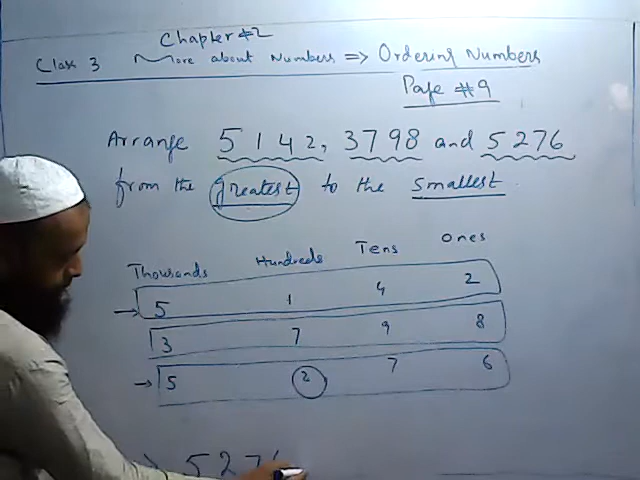 Chapter #2
Class 3 More about Numbers => Ordering Numbers
Page #9
Arrange 5142, 3798 and 5276
from the greatest to the smallest.
Thousands Hundreds Tens Ones
→ 5 1 4 2
3 7 9 8
→ 5 2 7 6
527